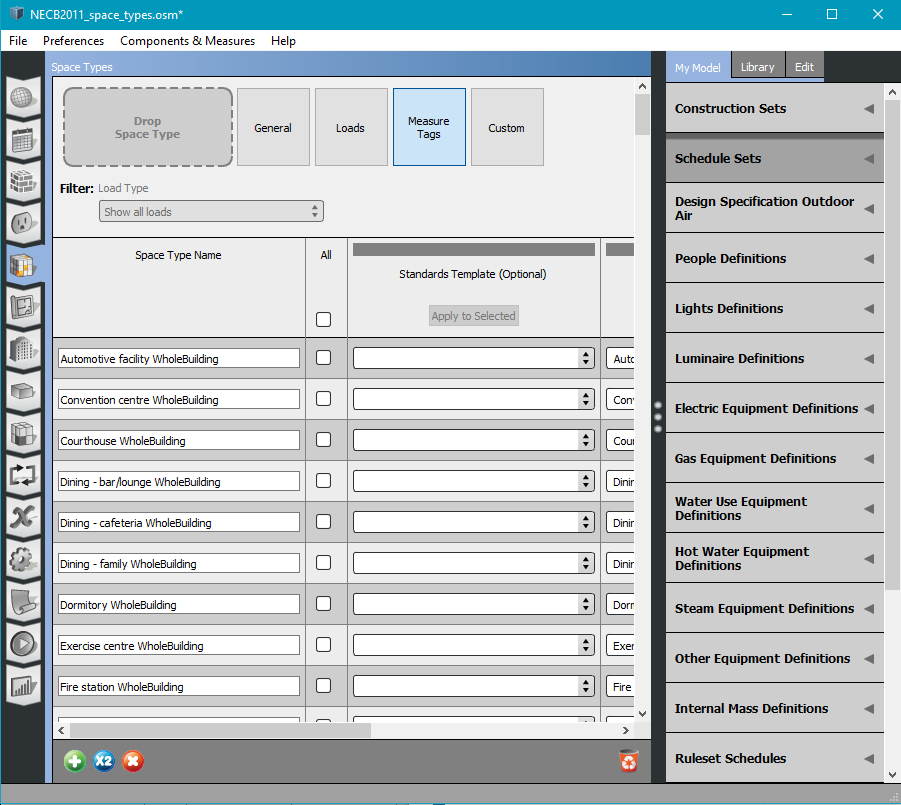 NECB2011_space_types.osm*
File Preferences Components & Measures Help
Space Types
My Model Library Edit
Drop
Space Type
General
Loads
Measure
Tags
Custom
Filter: Load Type
Show all loads
Space Type Name
All
Standards Template (Optional)
Apply to Selected
Automotive facility WholeBuilding
Auto
Convention centre WholeBuilding
Conv
Courthouse WholeBuilding
Cour
Dining - bar/lounge WholeBuilding
Dinin
Dining - cafeteria WholeBuilding
Dinin
Dining - family WholeBuilding
Dinin
Dormitory WholeBuilding
Dorm
Exercise centre WholeBuilding
Exer
Fire station WholeBuilding
Fire
X2
Construction Sets
Schedule Sets
Design Specification Outdoor
Air
People Definitions
Lights Definitions
Luminaire Definitions
Electric Equipment Definitions
Gas Equipment Definitions
Water Use Equipment
Definitions
Hot Water Equipment
Definitions
Steam Equipment Definitions
Other Equipment Definitions
Internal Mass Definitions
Ruleset Schedules